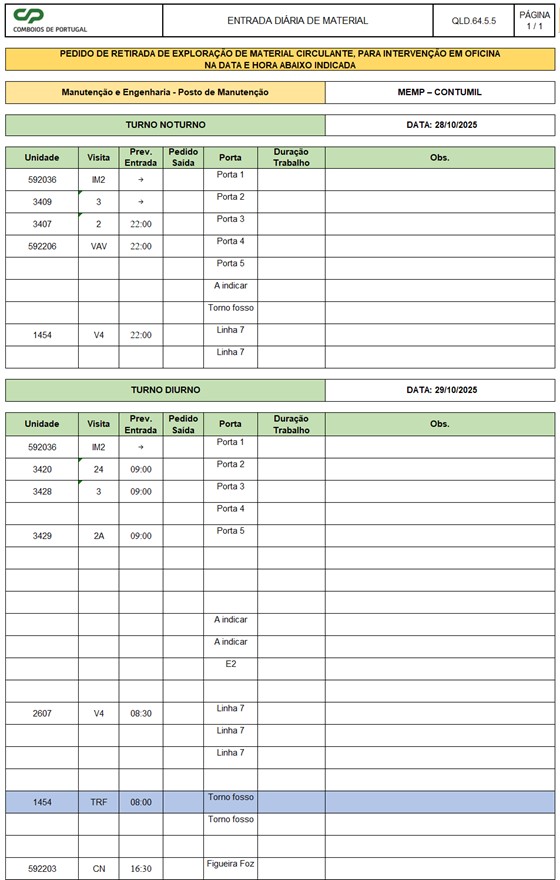 CP
COMBOIOS DE PORTUGAL
ENTRADA DIÁRIA DE MATERIAL
QLD.64.5.5
PÁGINA
1 / 1
PEDIDO DE RETIRADA DE EXPLORAÇÃO DE MATERIAL CIRCULANTE, PARA INTERVENÇÃO EM OFICINA
NA DATA E HORA ABAIXO INDICADA
Manutenção e Engenharia - Posto de Manutenção
MEMP – CONTUMIL
TURNO NOTURNO
DATA: 28/10/2025
Unidade Visita Prev. Entrada Pedido Saída Porta Duração Trabalho Obs.
592036 IM2 → Porta 1
3409 3 → Porta 2
3407 2 22:00 Porta 3
592206 VAV 22:00 Porta 4
Porta 5
A indicar
Torno fosso
1454 V4 22:00 Linha 7
Linha 7
TURNO DIURNO
DATA: 29/10/2025
Unidade Visita Prev. Entrada Pedido Saída Porta Duração Trabalho Obs.
592036 IM2 → Porta 1
3420 24 09:00 Porta 2
3428 3 09:00 Porta 3
Porta 4
3429 2A 09:00 Porta 5
A indicar
A indicar
E2
2607 V4 08:30 Linha 7
Linha 7
Linha 7
1454 TRF 08:00 Torno fosso
Torno fosso
592203 CN 16:30 Figueira Foz